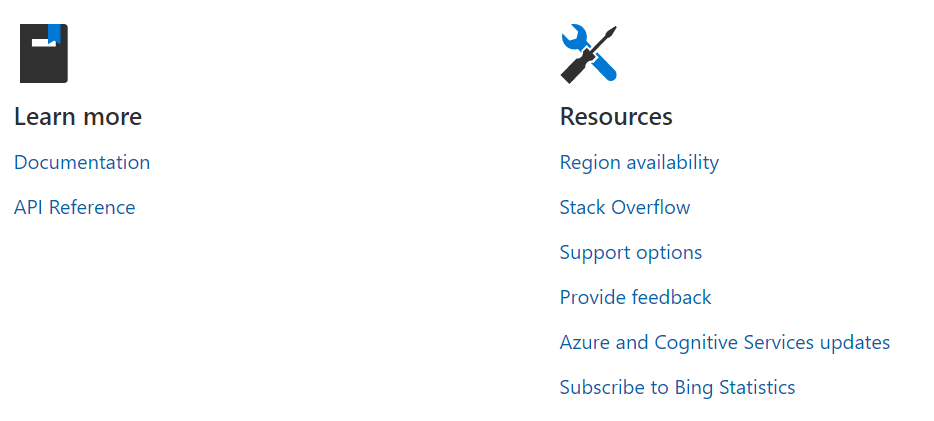 Learn more
Documentation
API Reference
Resources
Region availability
Stack Overflow
Support options
Provide feedback
Azure and Cognitive Services updates
Subscribe to Bing Statistics